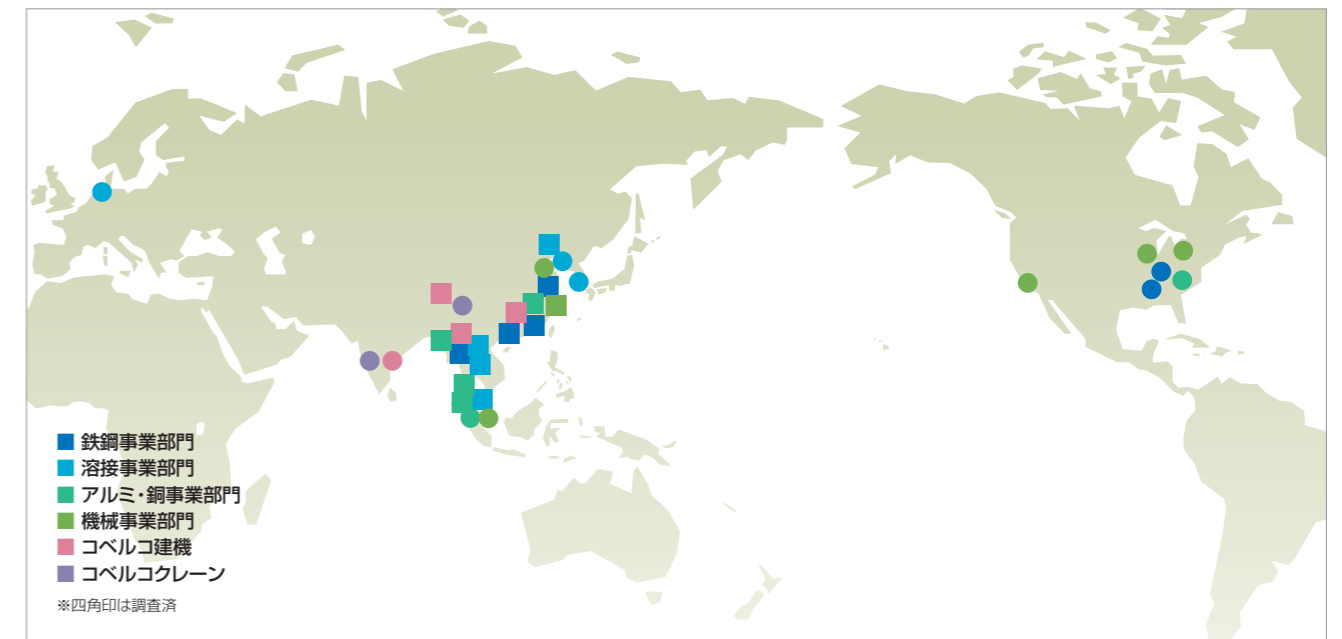 鉄鋼事業部門
溶接事業部門
アルミ・銅事業部門
機械事業部門
コベルコ建機
コベルコクレーン
※四角印は調査済